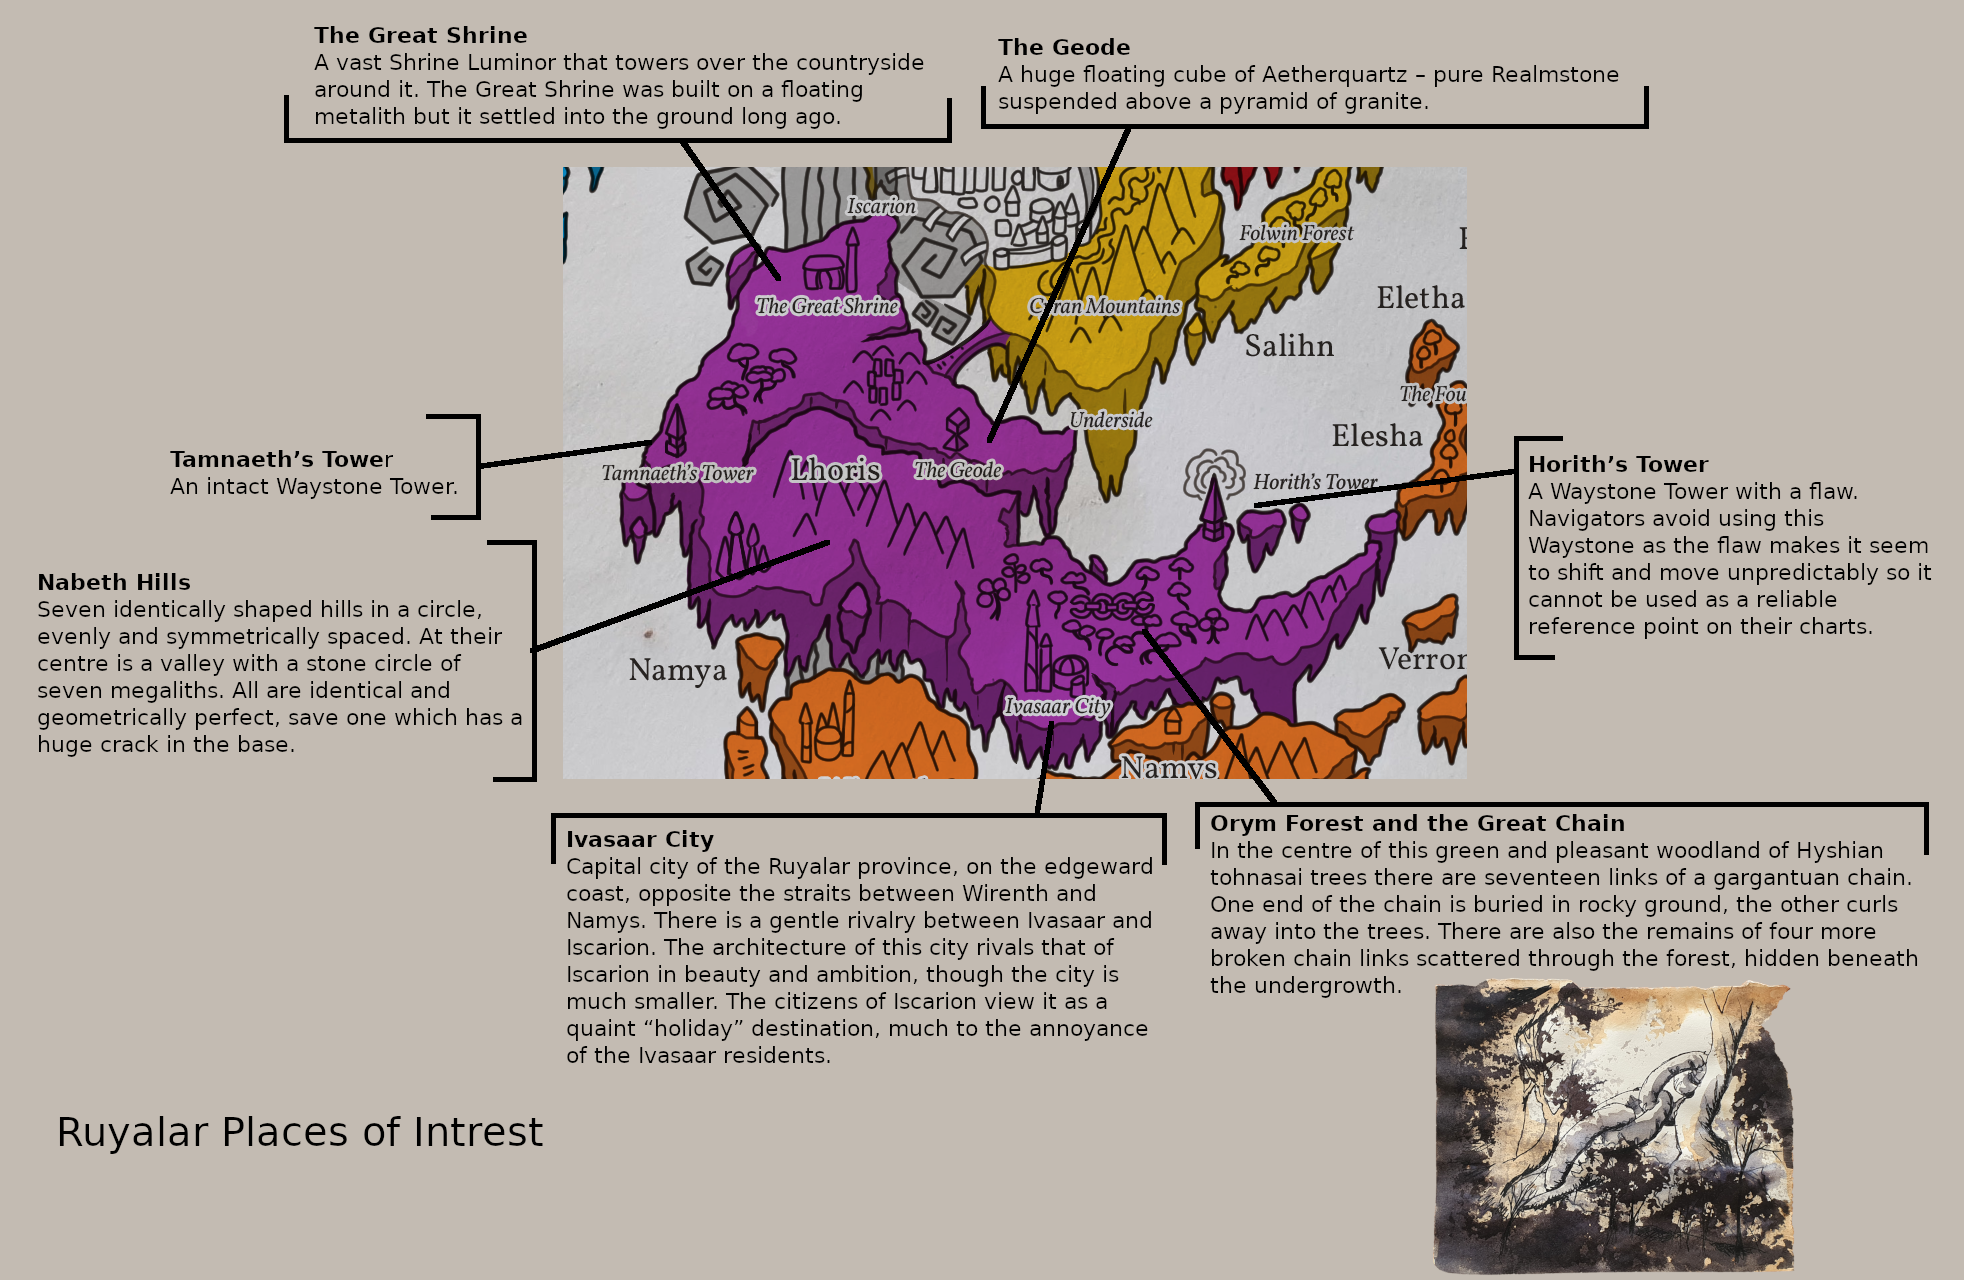 The Great Shrine
A vast Shrine Luminor that towers over the countryside
around it. The Great Shrine was built on a floating
metalith but it settled into the ground long ago.
The Geode
A huge floating cube of Aetherquartz – pure Realmstone
suspended above a pyramid of granite.
Iscarion
Folwin Forest
The Great Shrine
Cyran Mountains
Eletha
Salihn
The Fou
Underside
Elesha
Tamnaeth’s Tower
Lhoris
The Geode
Horith’s Tower
Namya
Verror
Ivasaar City
Namys
Tamnaeth’s Tower
An intact Waystone Tower.
Horith’s Tower
A Waystone Tower with a flaw.
Navigators avoid using this
Waystone as the flaw makes it seem
to shift and move unpredictably so it
cannot be used as a reliable
reference point on their charts.
Nabeth Hills
Seven identically shaped hills in a circle,
evenly and symmetrically spaced. At their
centre is a valley with a stone circle of
seven megaliths. All are identical and
geometrically perfect, save one which has a
huge crack in the base.
Ivasaar City
Capital city of the Ruyalar province, on the edgeward
coast, opposite the straits between Wirenth and
Namys. There is a gentle rivalry between Ivasaar and
Iscarion. The architecture of this city rivals that of
Iscarion in beauty and ambition, though the city is
much smaller. The citizens of Iscarion view it as a
quaint “holiday” destination, much to the annoyance
of the Ivasaar residents.
Orym Forest and the Great Chain
In the centre of this green and pleasant woodland of Hyshian
tohnasai trees there are seventeen links of a gargantuan chain.
One end of the chain is buried in rocky ground, the other curls
away into the trees. There are also the remains of four more
broken chain links scattered through the forest, hidden beneath
the undergrowth.
Ruyalar Places of Intrest